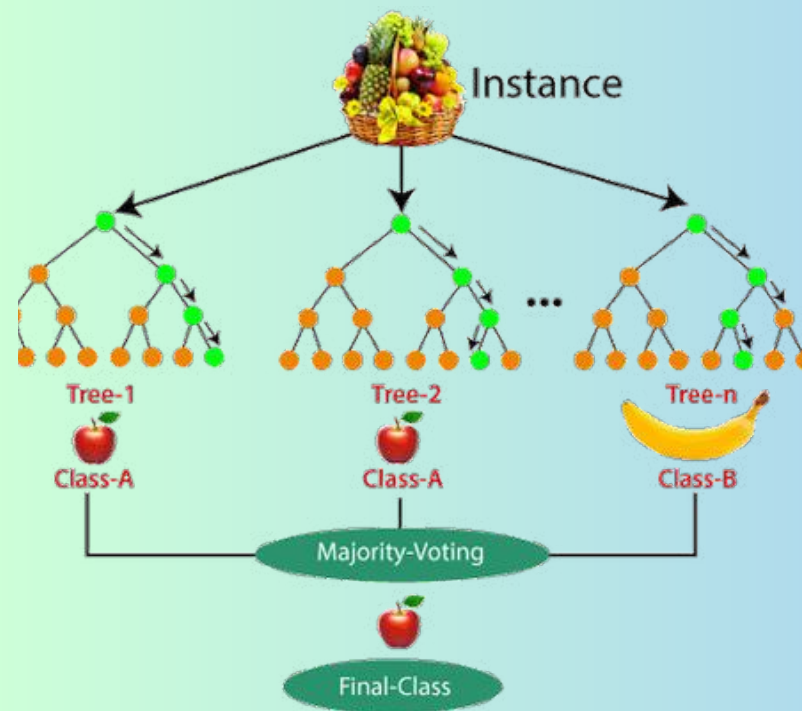 Instance
...
Tree-1
Tree-2
Tree-n
Class-A
Class-A
Class-B
Majority-Voting
Final-Class